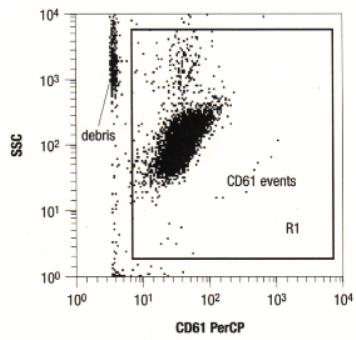 10⁴
10³
10²
10¹
10⁰
SSC
debris
CD61 events
R1
10⁰ 10¹ 10² 10³ 10⁴
CD61 PerCP